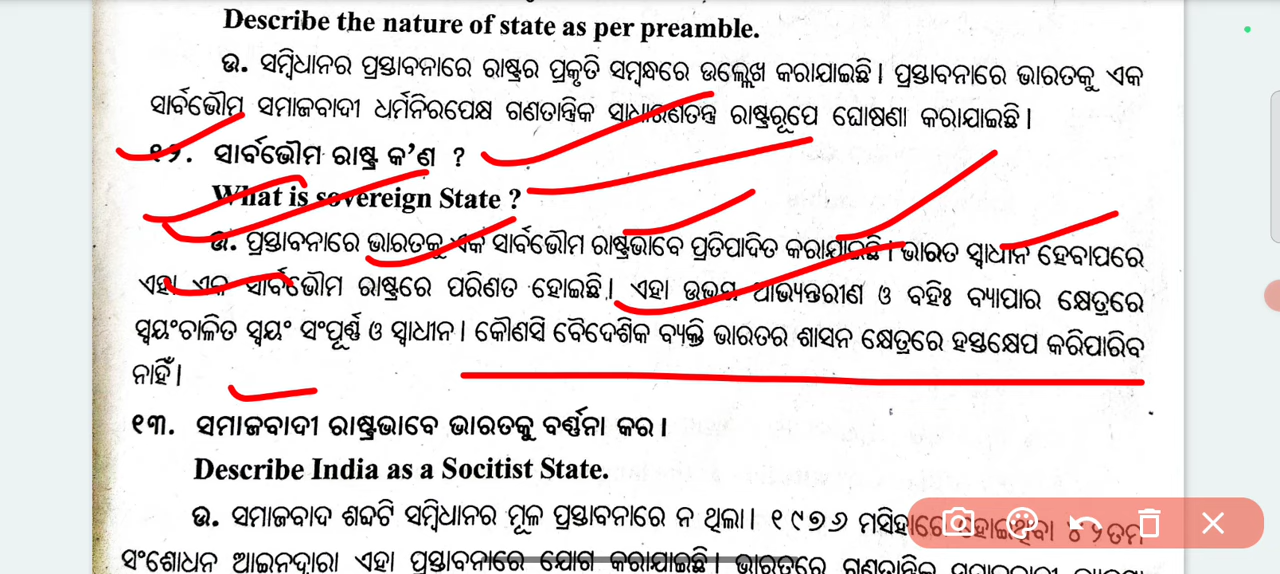 Describe the nature of state as per preamble.
ଉ. ସମ୍ବିଧାନର ପ୍ରସ୍ତାବନାରେ ରାଷ୍ଟ୍ରର ପ୍ରକୃତି ସମ୍ବନ୍ଧରେ ଉଲ୍ଲେଖ କରାଯାଇଛି। ପ୍ରସ୍ତାବନାରେ ଭାରତକୁ ଏକ
ସାର୍ବଭୌମ ସମାଜବାଦୀ ଧର୍ମନିରପେକ୍ଷ ଗଣତାନ୍ତ୍ରିକ ସାଧାରଣତନ୍ତ୍ର ରାଷ୍ଟ୍ରରୂପେ ଘୋଷଣା କରାଯାଇଛି।
୧୨. ସାର୍ବଭୌମ ରାଷ୍ଟ୍ର କ'ଣ ?
What is sovereign State ?
ଉ. ପ୍ରସ୍ତାବନାରେ ଭାରତକୁ ଏକ ସାର୍ବଭୌମ ରାଷ୍ଟ୍ରଭାବେ ପ୍ରତିପାଦିତ କରାଯାଇଛି। ଭାରତ ସ୍ୱାଧୀନ ହେବାପରେ
ଏହା ଏକ ସାର୍ବଭୌମ ରାଷ୍ଟ୍ରରେ ପରିଣତ ହୋଇଛି। ଏହା ଉଭୟ ଆଭ୍ୟନ୍ତରୀଣ ଓ ବହିଃ ବ୍ୟାପାର କ୍ଷେତ୍ରରେ
ସ୍ୱୟଂଚାଳିତ ସ୍ୱୟଂ ସଂପୂର୍ଣ୍ଣ ଓ ସ୍ୱାଧୀନ। କୌଣସି ବୈଦେଶିକ ବ୍ୟକ୍ତି ଭାରତର ଶାସନ କ୍ଷେତ୍ରରେ ହସ୍ତକ୍ଷେପ କରିପାରିବ
ନାହିଁ।
୧୩. ସମାଜବାଦୀ ରାଷ୍ଟ୍ରଭାବେ ଭାରତକୁ ବର୍ଣ୍ଣନା କର।
Describe India as a Socitist State.
ଉ. ସମାଜବାଦ ଶବ୍ଦଟି ସମ୍ବିଧାନର ମୂଳ ପ୍ରସ୍ତାବନାରେ ନ ଥିଲା। ୧୯୭୬ ମସିହାରେ ହୋଇଥିବା ୪୨ତମ
ସଂଶୋଧନ ଆଇନଦ୍ୱାରା ଏହା ପ୍ରସ୍ତାବନାରେ ଯୋଗ କରାଯାଇଛି। ଭାରତରେ ଗଣତାନ୍ତ୍ରିକ